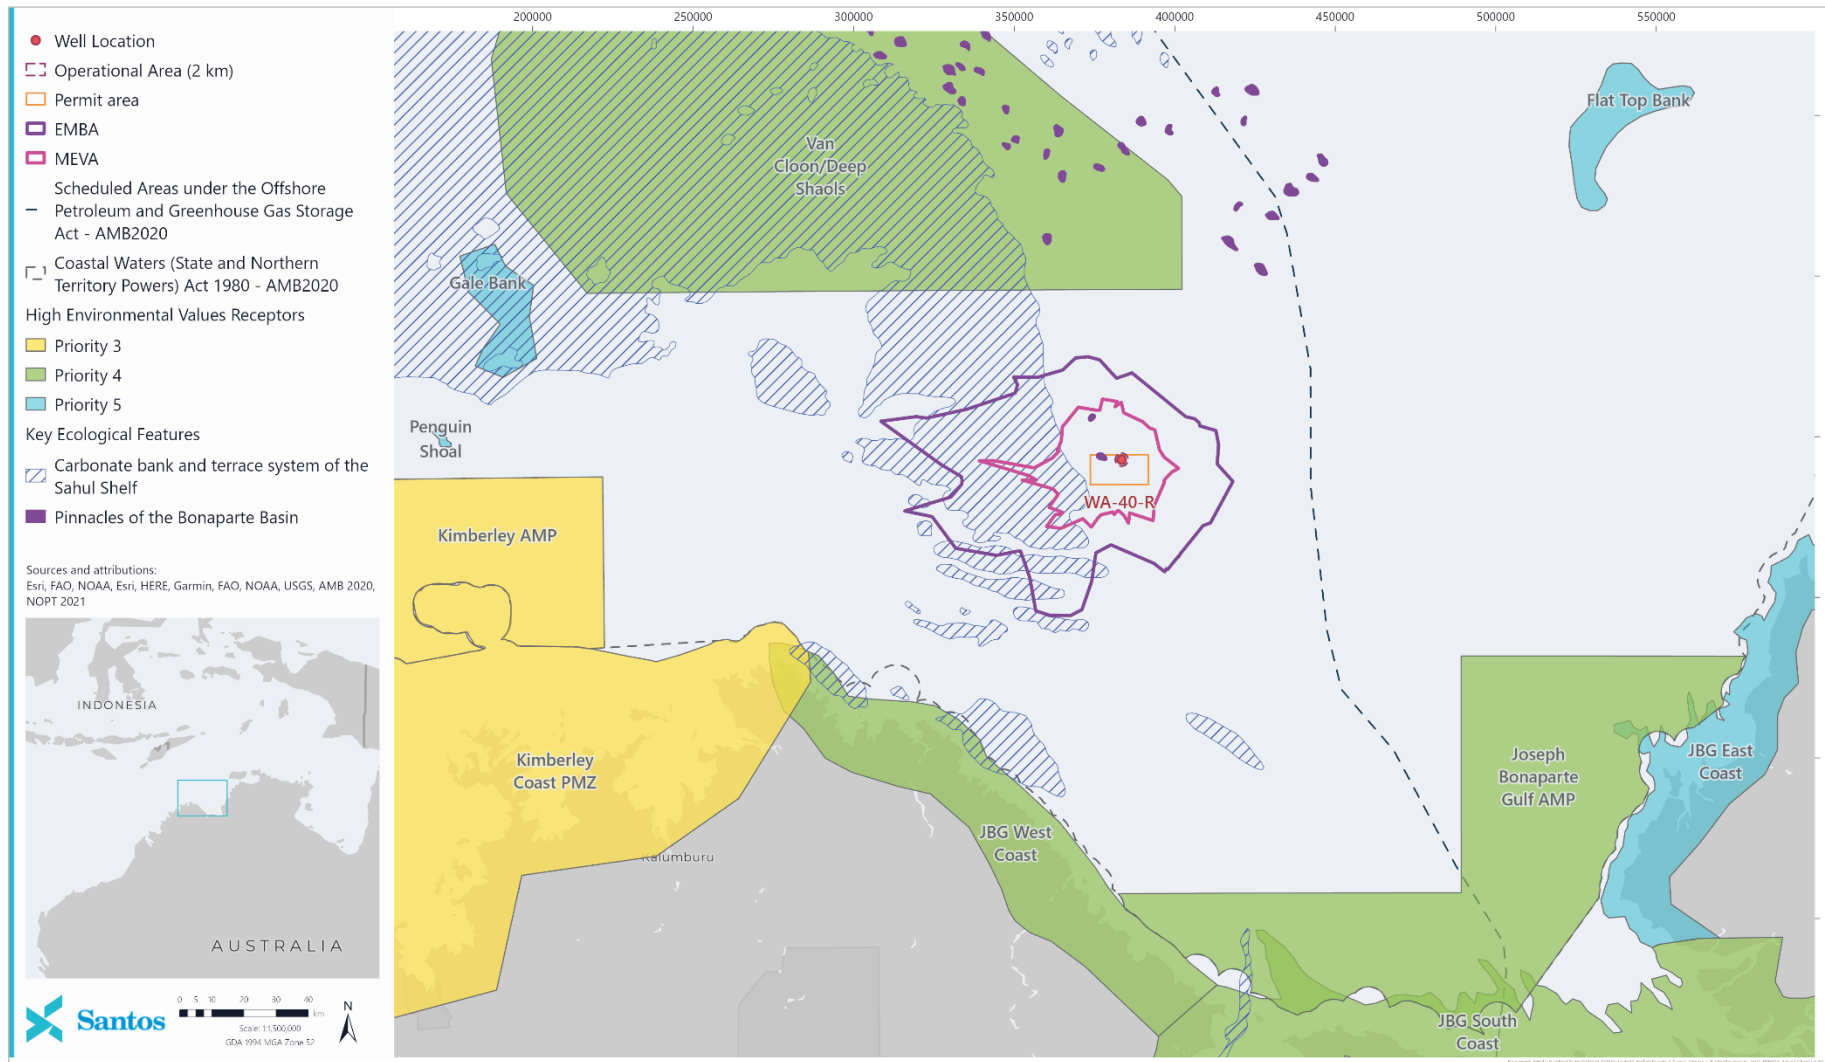 200000
250000
300000
350000
400000
450000
500000
550000
Well Location
Operational Area (2 km)
Permit area
EMBA
MEVA
Scheduled Areas under the Offshore
Petroleum and Greenhouse Gas Storage
Act - AMB2020
Coastal Waters (State and Northern
Territory Powers) Act 1980 - AMB2020
High Environmental Values Receptors
Priority 3
Priority 4
Priority 5
Key Ecological Features
Carbonate bank and terrace system of the
Sahul Shelf
Pinnacles of the Bonaparte Basin
Sources and attributions:
Esri, FAO, NOAA, Esri, HERE, Garmin, FAO, NOAA, USGS, AMB 2020,
NOPT 2021
INDONESIA
AUSTRALIA
Santos
0 5 10 20 30 40
km
Scale: 1:1,500,000
GDA 1994 MGA Zone 52
N
Flat Top Bank
Van
Cloon/Deep
Shaols
Gale Bank
Penguin
Shoal
WA-40-R
Kimberley AMP
Kimberley
Coast PMZ
Kalumburu
JBG West
Coast
Joseph
Bonaparte
Gulf AMP
JBG East
Coast
JBG South
Coast